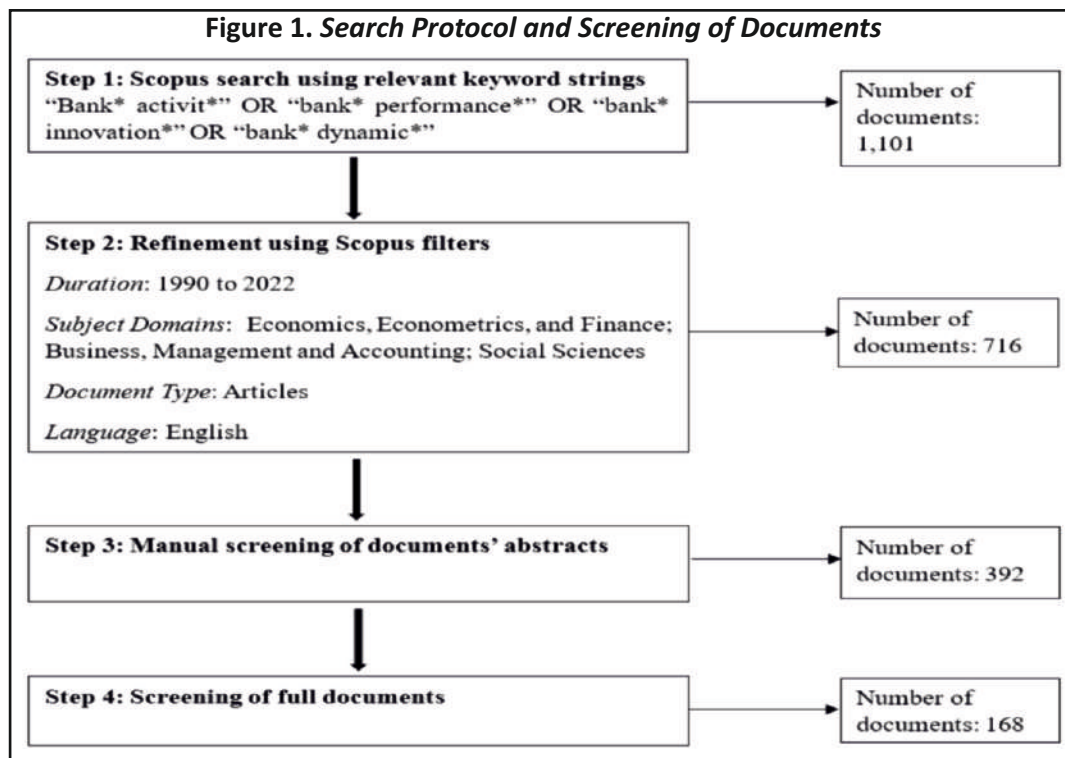 Figure 1. Search Protocol and Screening of Documents
Step 1: Scopus search using relevant keyword strings
“Bank* activit*” OR “bank* performance*” OR “bank*
innovation*” OR “bank* dynamic*”
Number of
documents:
1,101
Step 2: Refinement using Scopus filters
Duration: 1990 to 2022
Subject Domains: Economics, Econometrics, and Finance;
Business, Management and Accounting; Social Sciences
Document Type: Articles
Language: English
Number of
documents: 716
Step 3: Manual screening of documents’ abstracts
Number of
documents: 392
Step 4: Screening of full documents
Number of
documents: 168